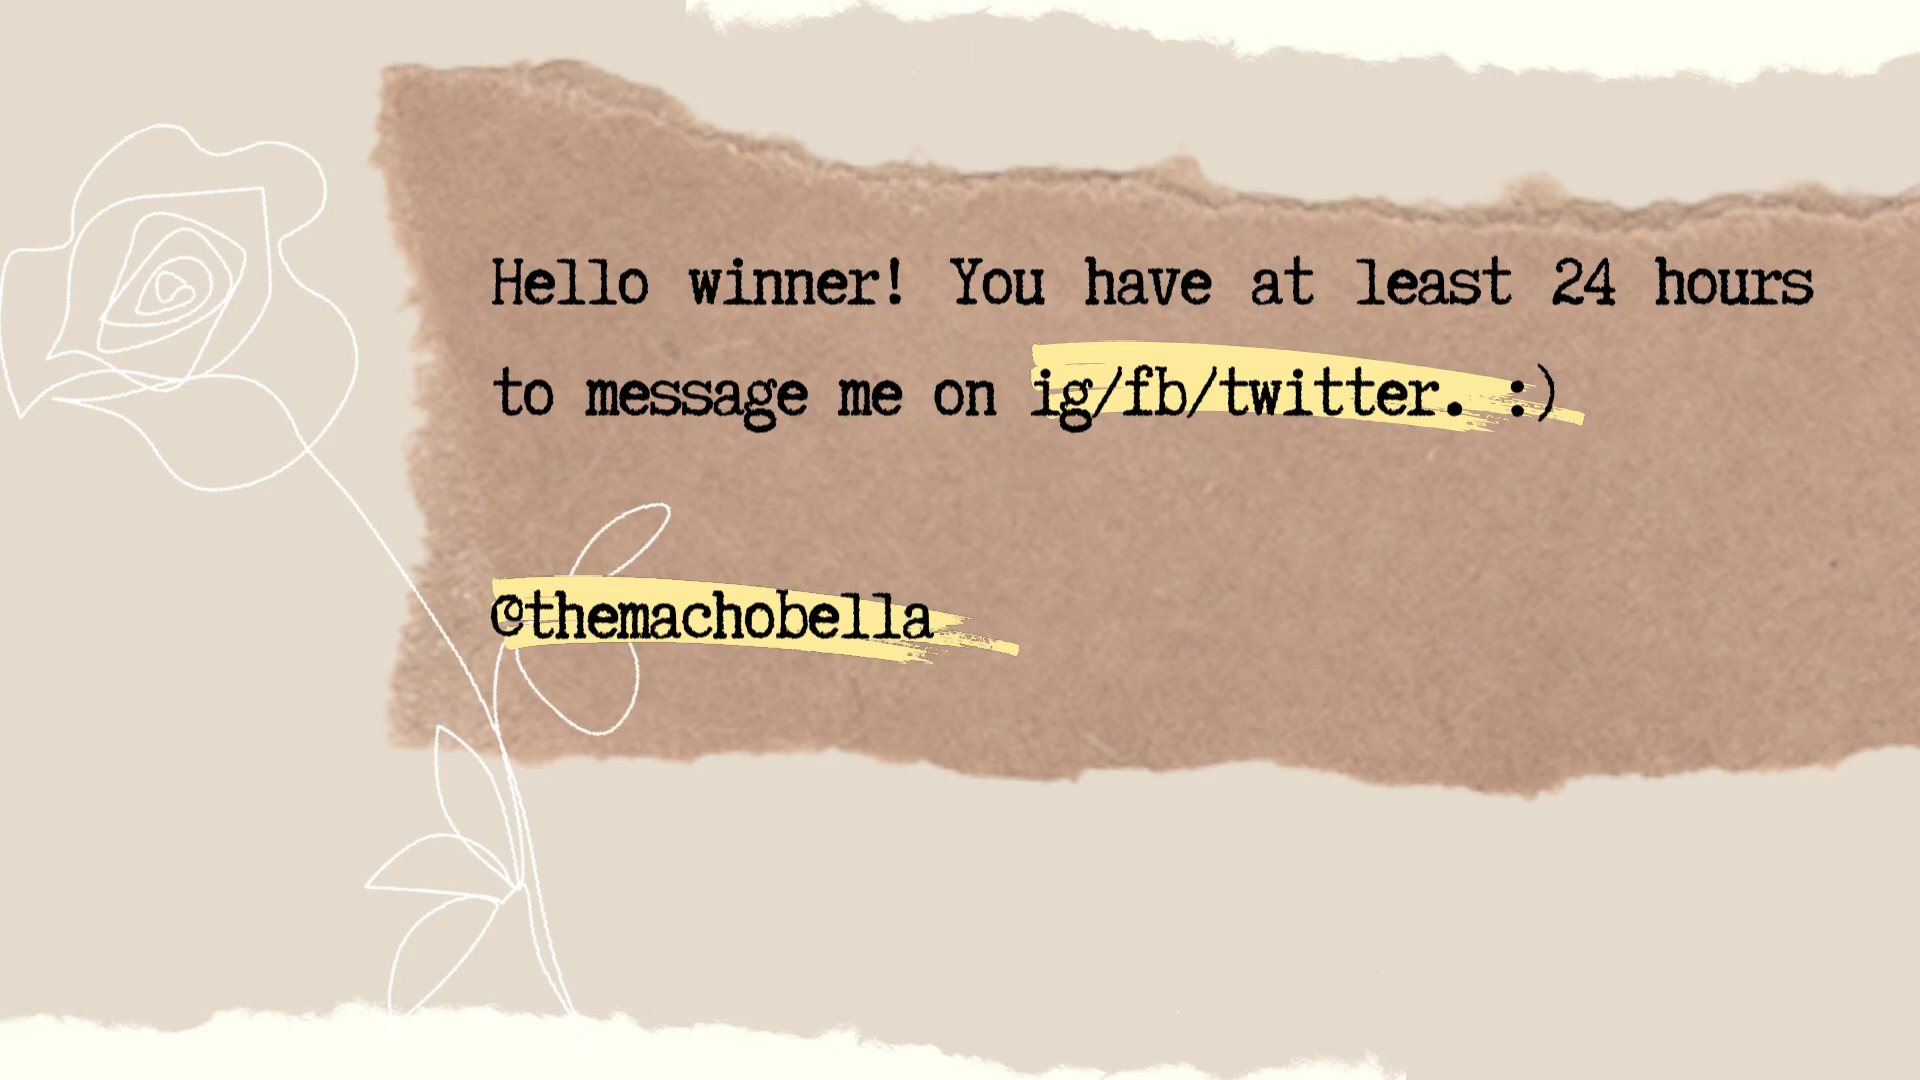 Hello winner! You have at least 24 hours
to message me on ig/fb/twitter. :)
@themachobella